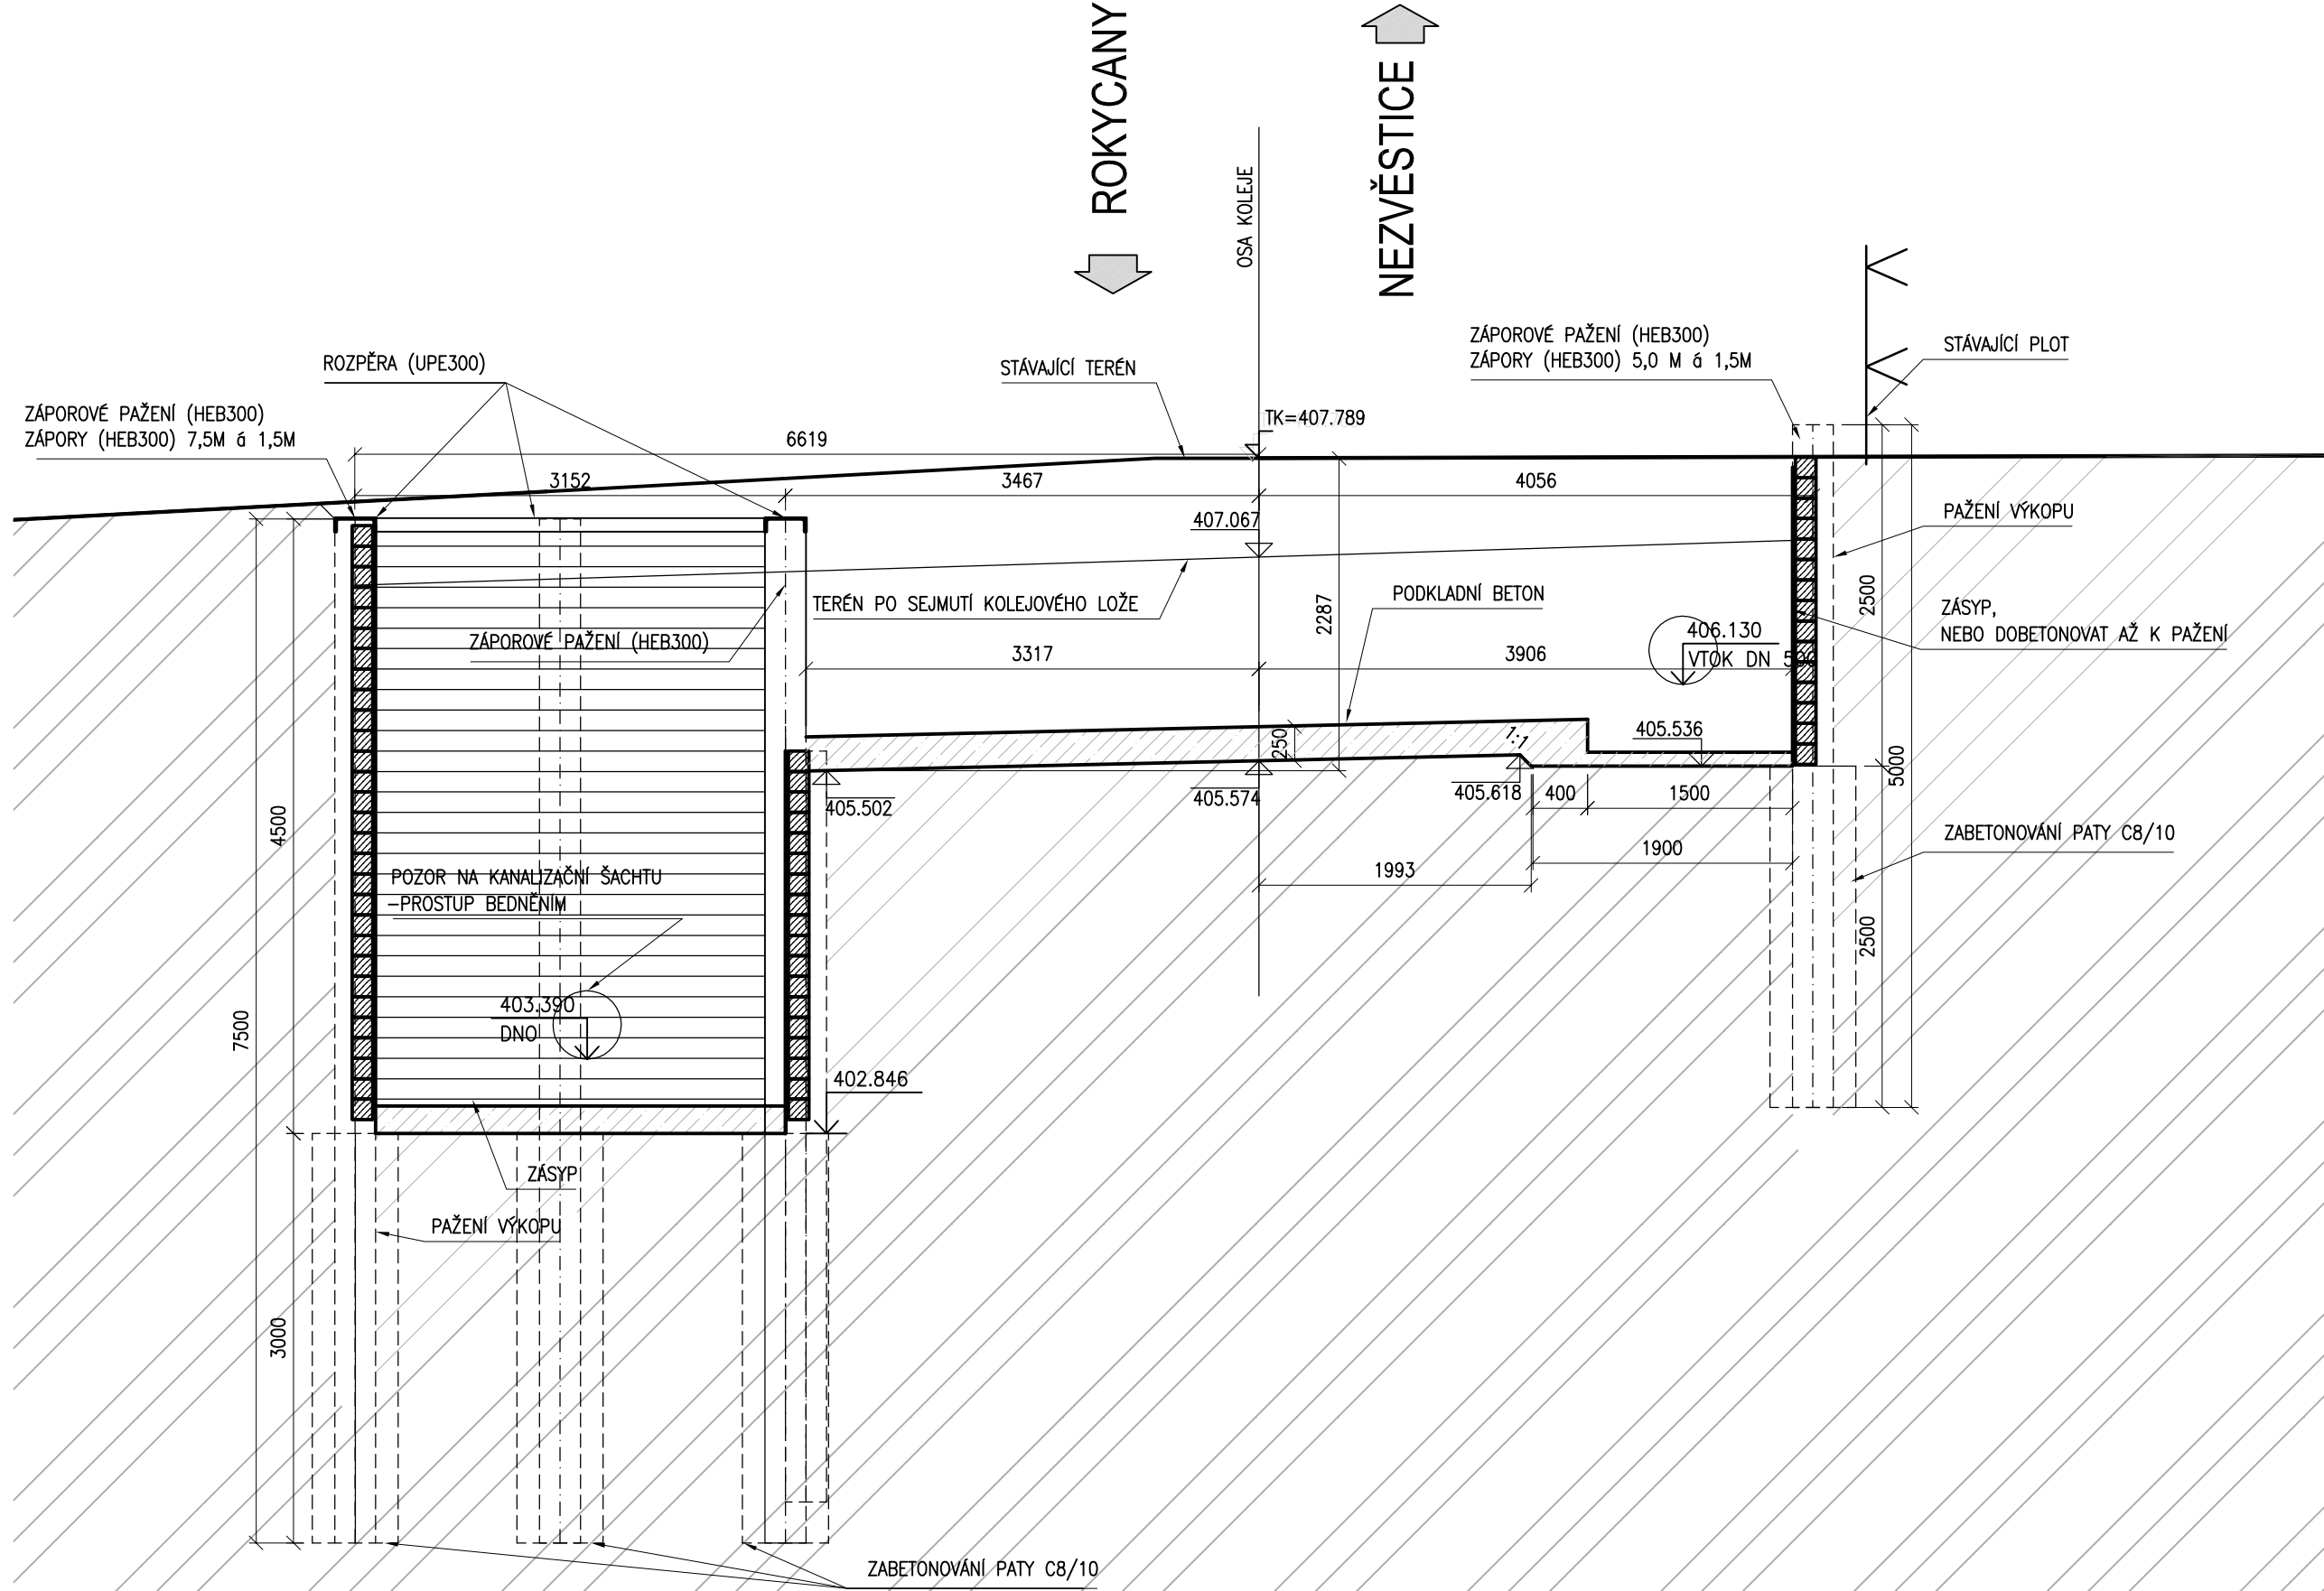 ROKYCANY
NEZVĚSTICE
OSA KOLEJE
ZÁPOROVÉ PAŽENÍ (HEB300)
ZÁPORY (HEB300) 5,0 M á 1,5M
STÁVAJÍCÍ PLOT
ROZPĚRA (UPE300)
STÁVAJÍCÍ TERÉN
ZÁPOROVÉ PAŽENÍ (HEB300)
ZÁPORY (HEB300) 7,5M á 1,5M
TK=407.789
6619
3152
3467
4056
407.067
PAŽENÍ VÝKOPU
2500
TERÉN PO SEJMUTÍ KOLEJOVÉHO LOŽE
2287
PODKLADNÍ BETON
ZÁSYP,
NEBO DOBETONOVAT AŽ K PAŽENÍ
ZÁPOROVÉ PAŽENÍ (HEB300)
3317
3906
406.130
VTOK DN 500
250
1:1
405.536
5000
405.502
405.574
405.618
400
1500
4500
ZABETONOVÁNÍ PATY C8/10
1900
1993
POZOR NA KANALIZAČNÍ ŠACHTU
-PROSTUP BEDNĚNÍM
2500
403.390
DNO
7500
402.846
ZÁSYP
PAŽENÍ VÝKOPU
3000
ZABETONOVÁNÍ PATY C8/10